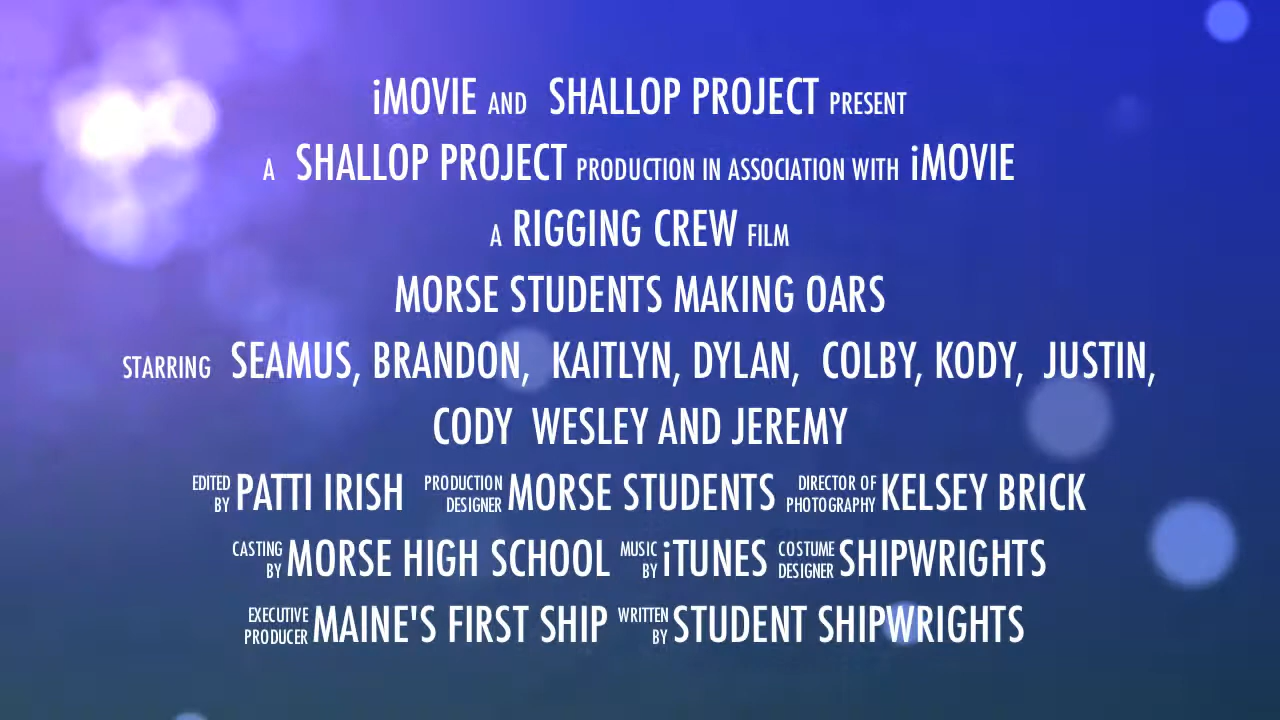 iMOVIE AND SHALLOP PROJECT PRESENT
A SHALLOP PROJECT PRODUCTION IN ASSOCIATION WITH iMOVIE
A RIGGING CREW FILM
MORSE STUDENTS MAKING OARS
STARRING SEAMUS, BRANDON, KAITLYN, DYLAN, COLBY, KODY, JUSTIN,
CODY WESLEY AND JEREMY
EDITED BY PATTI IRISH PRODUCTION DESIGNER MORSE STUDENTS DIRECTOR OF PHOTOGRAPHY KELSEY BRICK
CASTING BY MORSE HIGH SCHOOL MUSIC BY iTUNES COSTUME DESIGNER SHIPWRIGHTS
EXECUTIVE PRODUCER MAINE'S FIRST SHIP WRITTEN BY STUDENT SHIPWRIGHTS